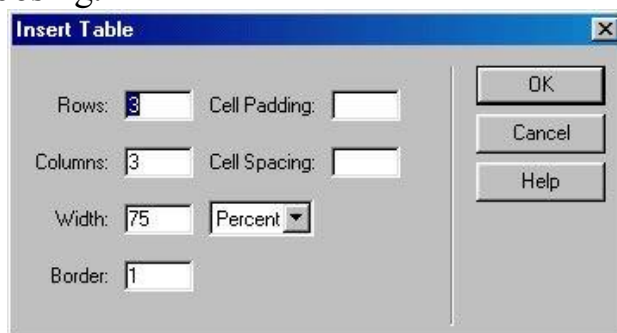 Insert Table
Rows: 3 Cell Padding: OK
Columns: 3 Cell Spacing: Cancel
Width: 75 Percent Help
Border: 1